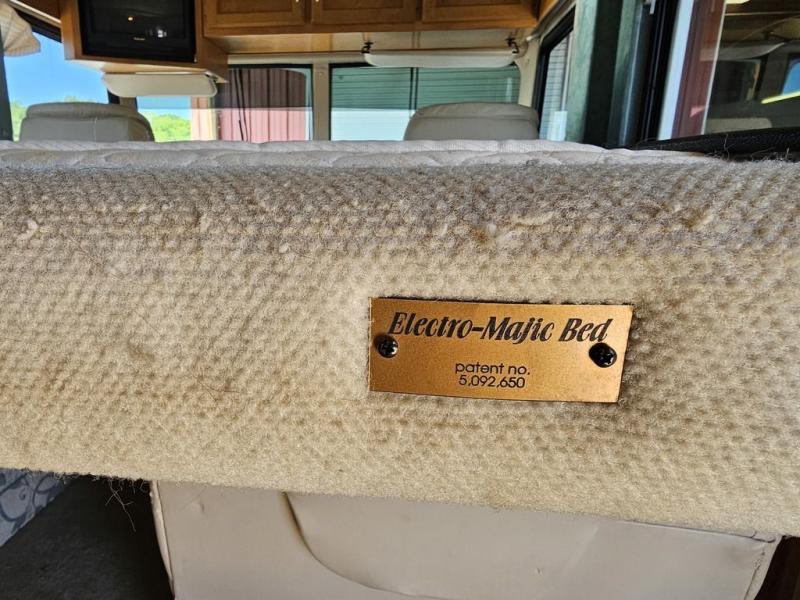 Electro-Majic Bed
patent no.
5,092,650